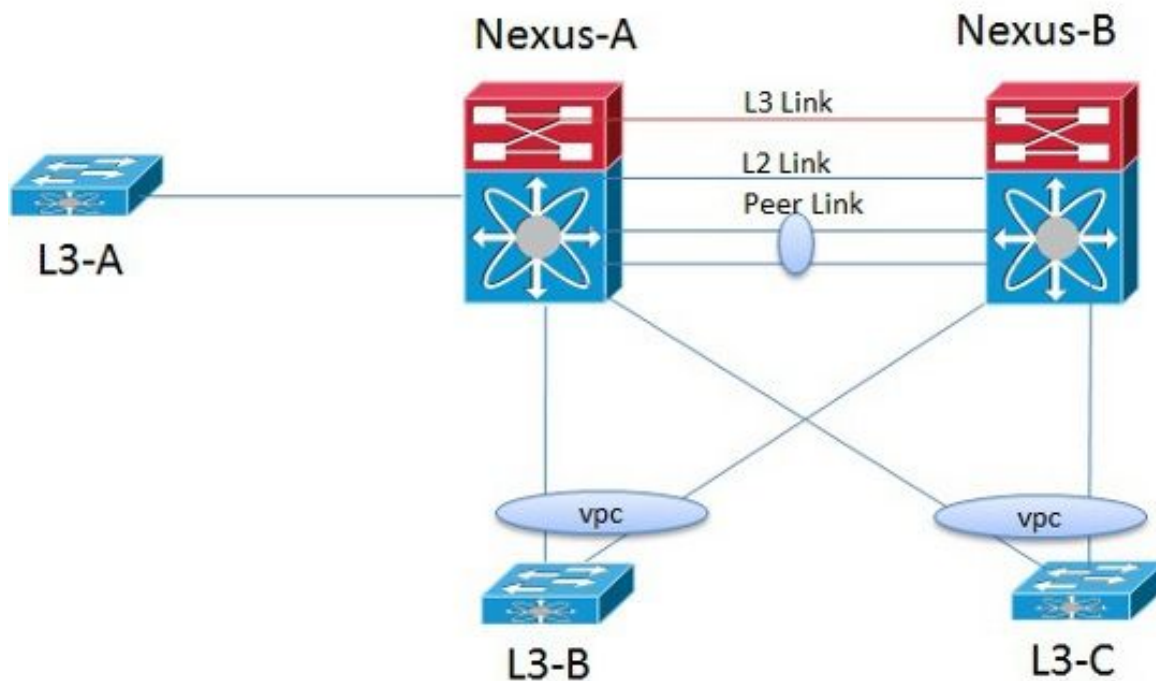 Nexus-A
Nexus-B
L3 Link
L2 Link
Peer Link
L3-A
vpc
vpc
L3-B
L3-C